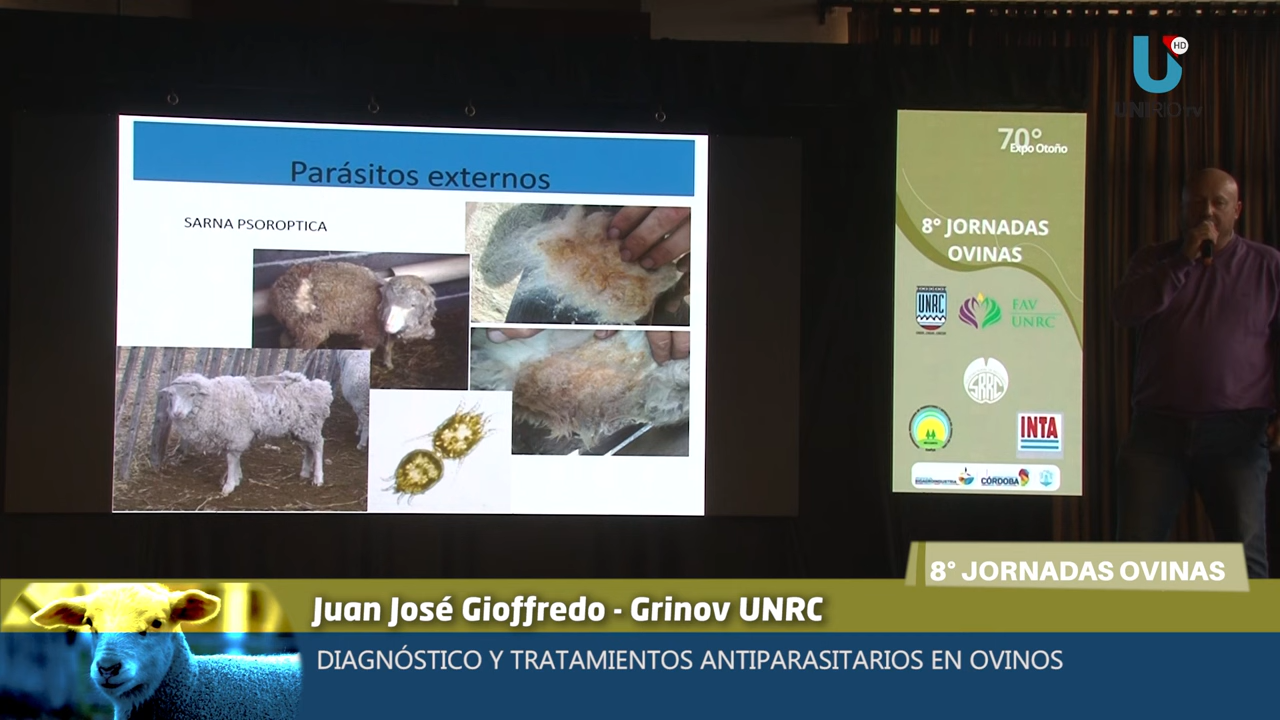 HD
UNIRIO TV
Parásitos externos
SARNA PSOROPTICA
70°
Expo Otoño
8° JORNADAS
OVINAS
UNRC
FAV
UNRC
SRRC
INTA
CÓRDOBA
8° JORNADAS OVINAS
Juan José Gioffredo - Grinov UNRC
DIAGNÓSTICO Y TRATAMIENTOS ANTIPARASITARIOS EN OVINOS